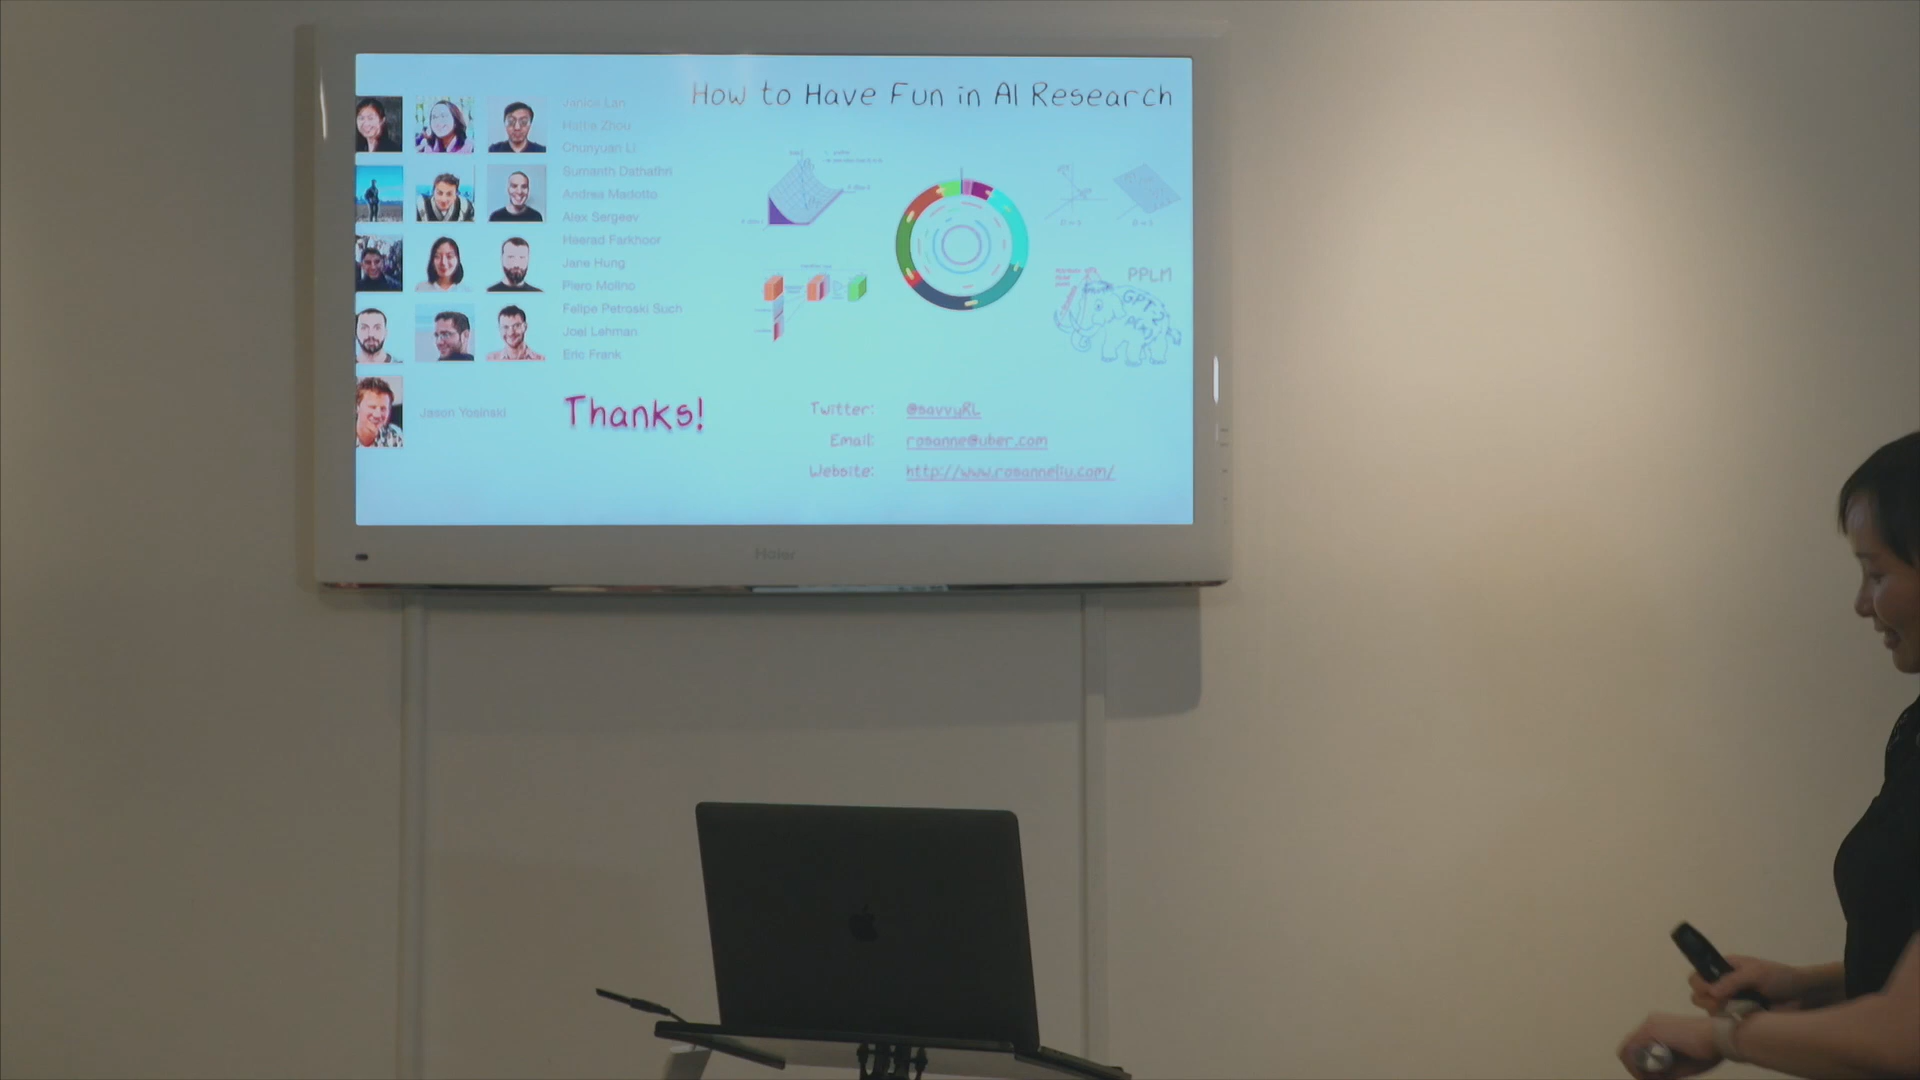 How to Have Fun in AI Research
Janice Lan
Hattie Zhou
Chunyuan Li
Sumanth Dathathri
Andrea Madotto
Alex Sergeev
Heerad Farkhoor
Jane Hung
Piero Molino
Felipe Petroski Such
Joel Lehman
Eric Frank
Jason Yosinski
PPLM
GPT2
Thanks!
Twitter: @savvyRL
Email: rosanne@uber.com
Website: http://www.rosanneliu.com/
Haier